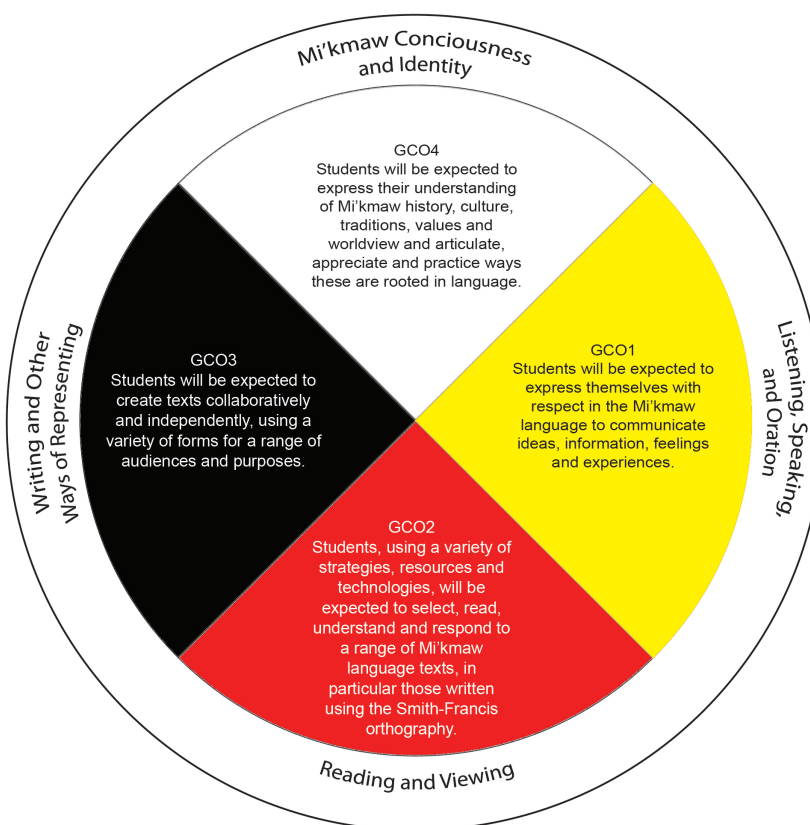 Mi'kmaw Conciousness
and Identity
GCO4
Students will be expected to
express their understanding
of Mi'kmaw history, culture,
traditions, values and
worldview and articulate,
appreciate and practice ways
these are rooted in language.
GCO1
Students will be expected to
express themselves with
respect in the Mi'kmaw
language to communicate
ideas, information, feelings
and experiences.
Listening, Speaking,
and Oration
GCO2
Students, using a variety of
strategies, resources and
technologies, will be
expected to select, read,
understand and respond to
a range of Mi'kmaw
language texts, in
particular those written
using the Smith-Francis
orthography.
Reading and Viewing
GCO3
Students will be expected to
create texts collaboratively
and independently, using a
variety of forms for a range of
audiences and purposes.
Writing and Other
Ways of Representing